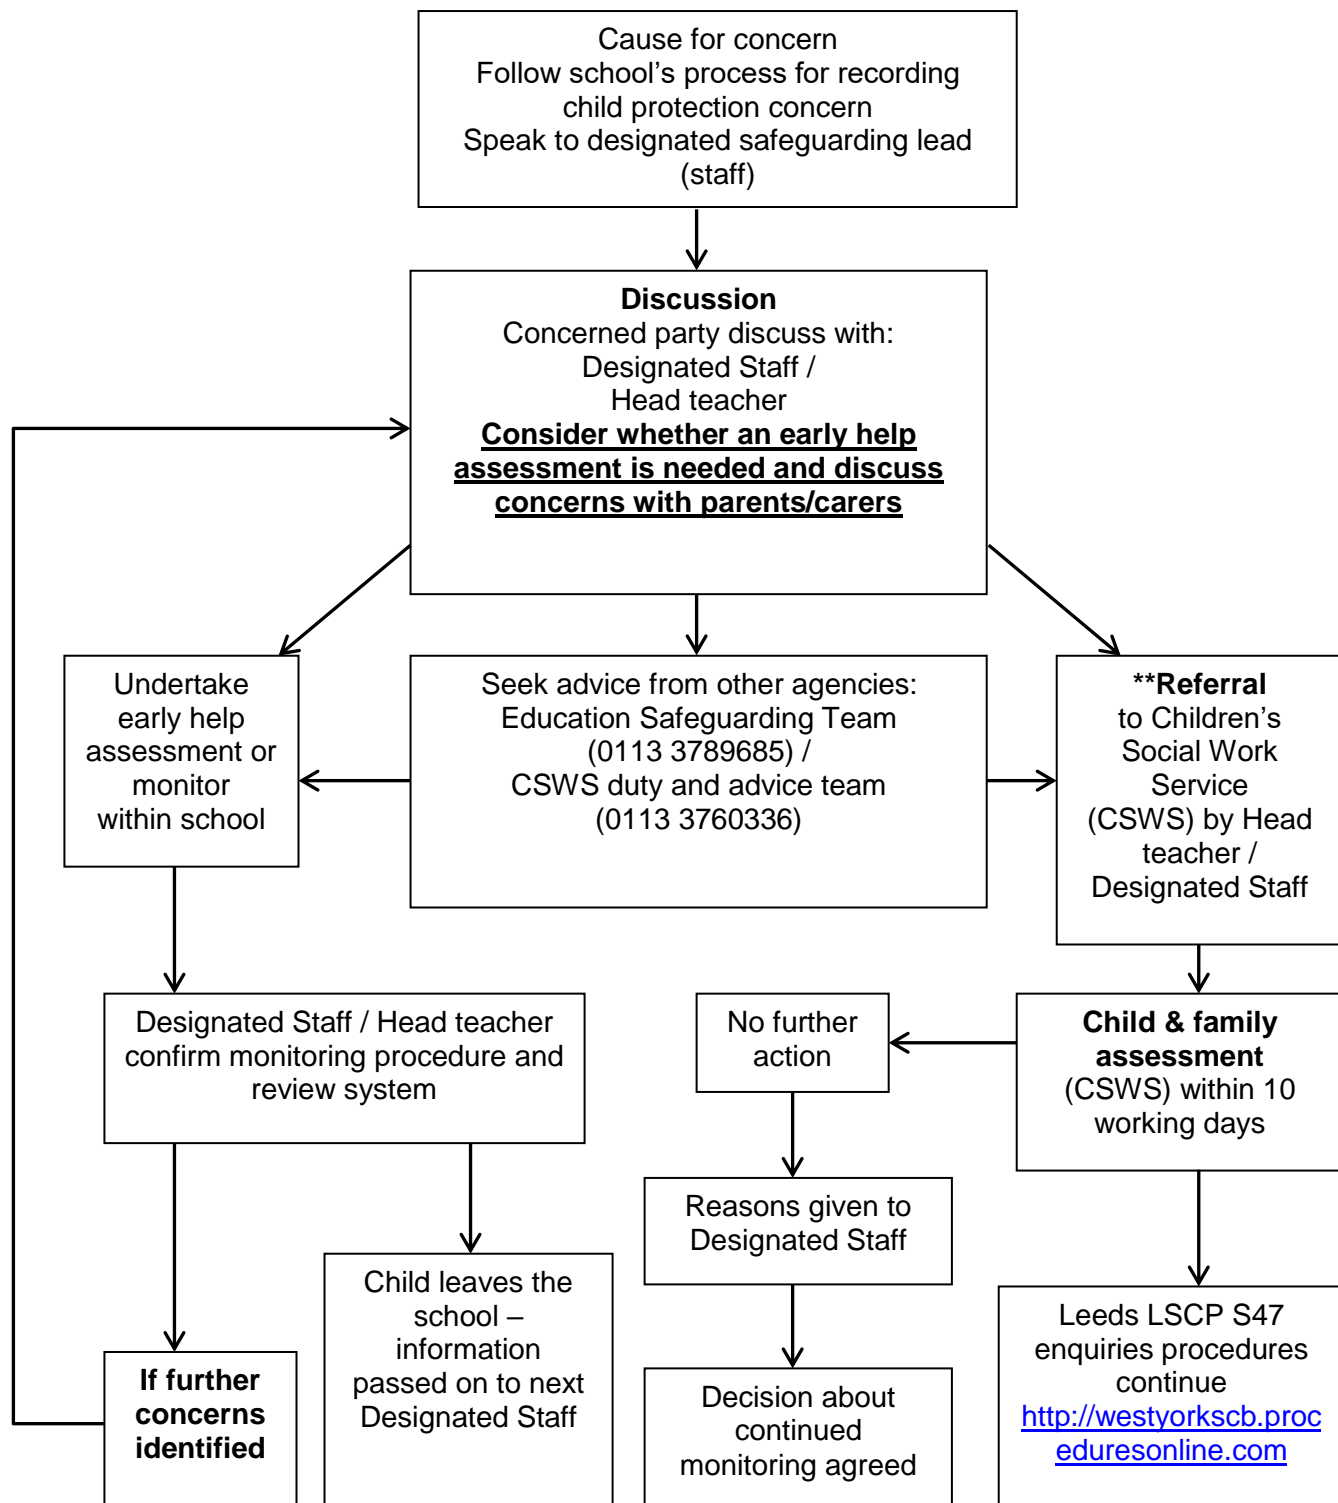 Cause for concern
Follow school’s process for recording
child protection concern
Speak to designated safeguarding lead
(staff)
Discussion
Concerned party discuss with:
Designated Staff /
Head teacher
Consider whether an early help
assessment is needed and discuss
concerns with parents/carers
Undertake
early help
assessment or
monitor
within school
Seek advice from other agencies:
Education Safeguarding Team
(0113 3789685) /
CSWS duty and advice team
(0113 3760336)
**Referral
to Children’s
Social Work
Service
(CSWS) by Head
teacher /
Designated Staff
Designated Staff / Head teacher
confirm monitoring procedure and
review system
No further
action
Child & family
assessment
(CSWS) within 10
working days
Reasons given to
Designated Staff
Child leaves the
school –
information
passed on to next
Designated Staff
If further
concerns
identified
Decision about
continued
monitoring agreed
Leeds LSCP S47
enquiries procedures
continue
http://westyorkscb.proc
eduresonline.com